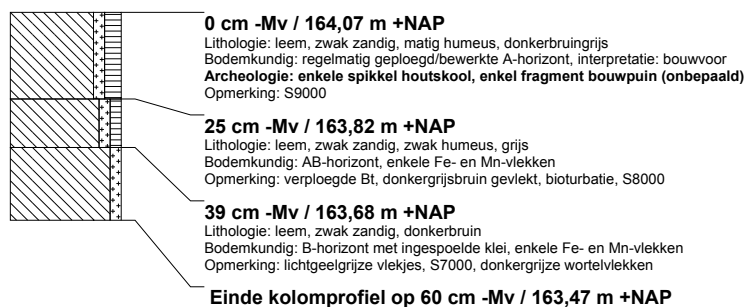 0 cm -Mv / 164,07 m +NAP
Lithologie: leem, zwak zandig, matig humeus, donkerbruingrijs
Bodemkundig: regelmatig geploegd/bewerkte A-horizont, interpretatie: bouwvoor
Archeologie: enkele spikkel houtskool, enkel fragment bouwpuin (onbepaald)
Opmerking: S9000
25 cm -Mv / 163,82 m +NAP
Lithologie: leem, zwak zandig, zwak humeus, grijs
Bodemkundig: AB-horizont, enkele Fe- en Mn-vlekken
Opmerking: verploegde Bt, donkergrijsbruin gevlekt, bioturbatie, S8000
39 cm -Mv / 163,68 m +NAP
Lithologie: leem, zwak zandig, donkerbruin
Bodemkundig: B-horizont met ingespoelde klei, enkele Fe- en Mn-vlekken
Opmerking: lichtgeelgrijze vlekjes, S7000, donkergrijze wortelvlekken
Einde kolomprofiel op 60 cm -Mv / 163,47 m +NAP